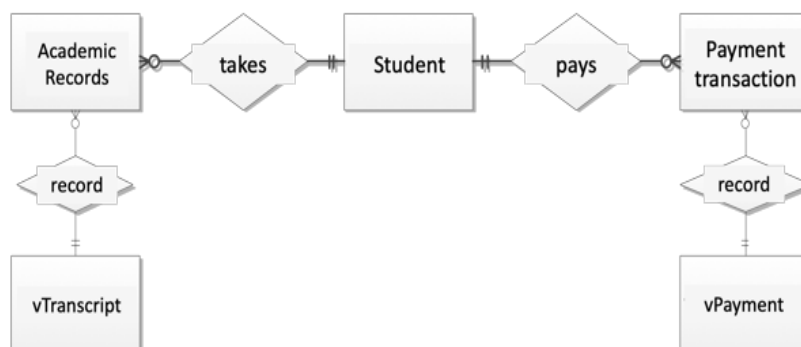 Academic
Records
takes
Student
pays
Payment
transaction
record
record
vTranscript
vPayment